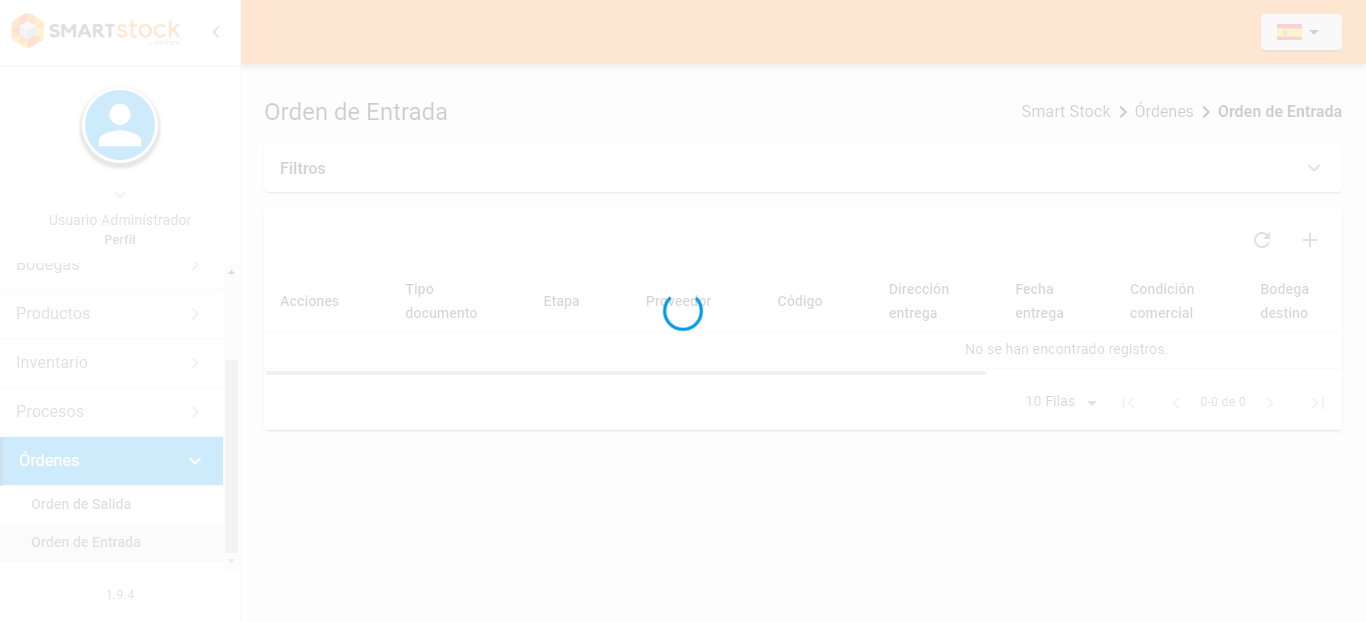 SMARTstock
Orden de Entrada
Smart Stock > Órdenes > Orden de Entrada
Filtros
Usuario Administrador
Perfil
Bodegas
Productos
Inventario
Procesos
Órdenes
Orden de Salida
Orden de Entrada
1.9.4
Acciones
Tipo
documento
Etapa
Proveedor
Código
Dirección
entrega
Fecha
entrega
Condición
comercial
Bodega
destino
No se han encontrado registros.
10 Filas
0-0 de 0